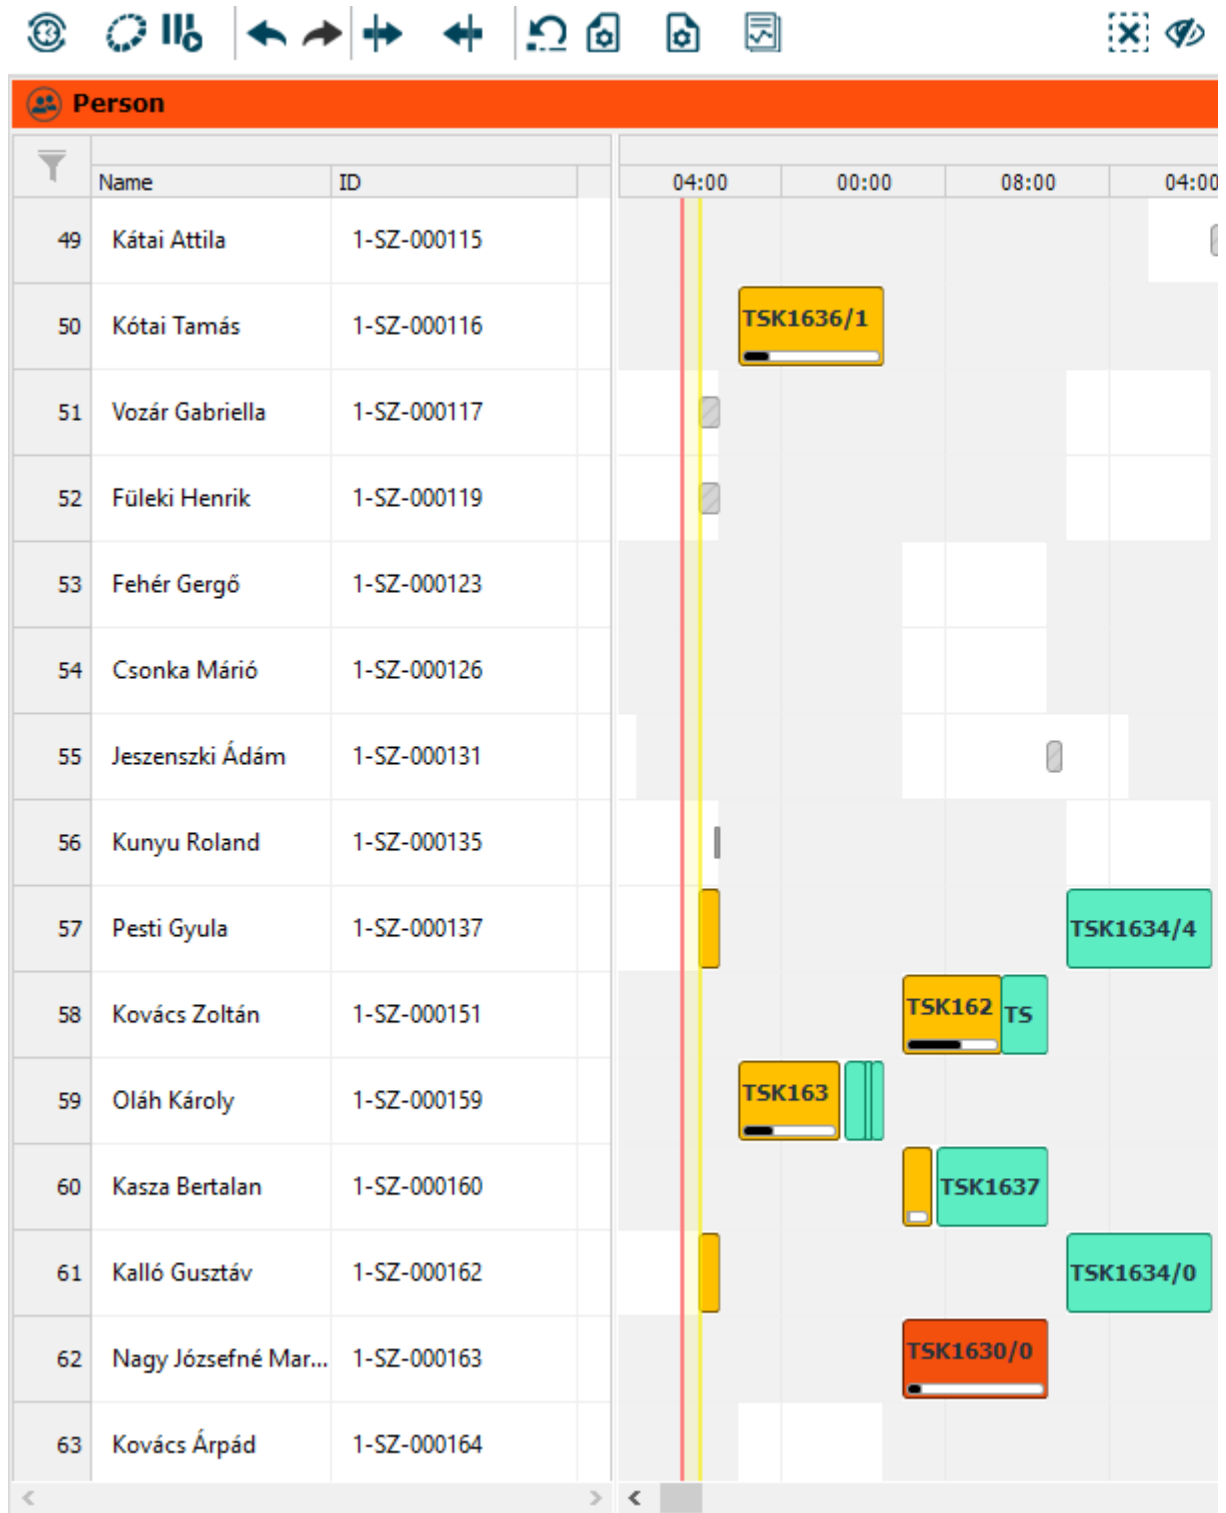 Person
Name ID 04:00 00:00 08:00 04:00
49 Kátai Attila 1-SZ-000115
50 Kótai Tamás 1-SZ-000116 TSK1636/1
51 Vozár Gabriella 1-SZ-000117
52 Füleki Henrik 1-SZ-000119
53 Fehér Gergő 1-SZ-000123
54 Csonka Márió 1-SZ-000126
55 Jeszenszki Ádám 1-SZ-000131
56 Kunyu Roland 1-SZ-000135
57 Pesti Gyula 1-SZ-000137 TSK1634/4
58 Kovács Zoltán 1-SZ-000151 TSK162 TS
59 Oláh Károly 1-SZ-000159 TSK163
60 Kasza Bertalan 1-SZ-000160 TSK1637
61 Kalló Gusztáv 1-SZ-000162 TSK1634/0
62 Nagy Józsefné Mar... 1-SZ-000163 TSK1630/0
63 Kovács Árpád 1-SZ-000164